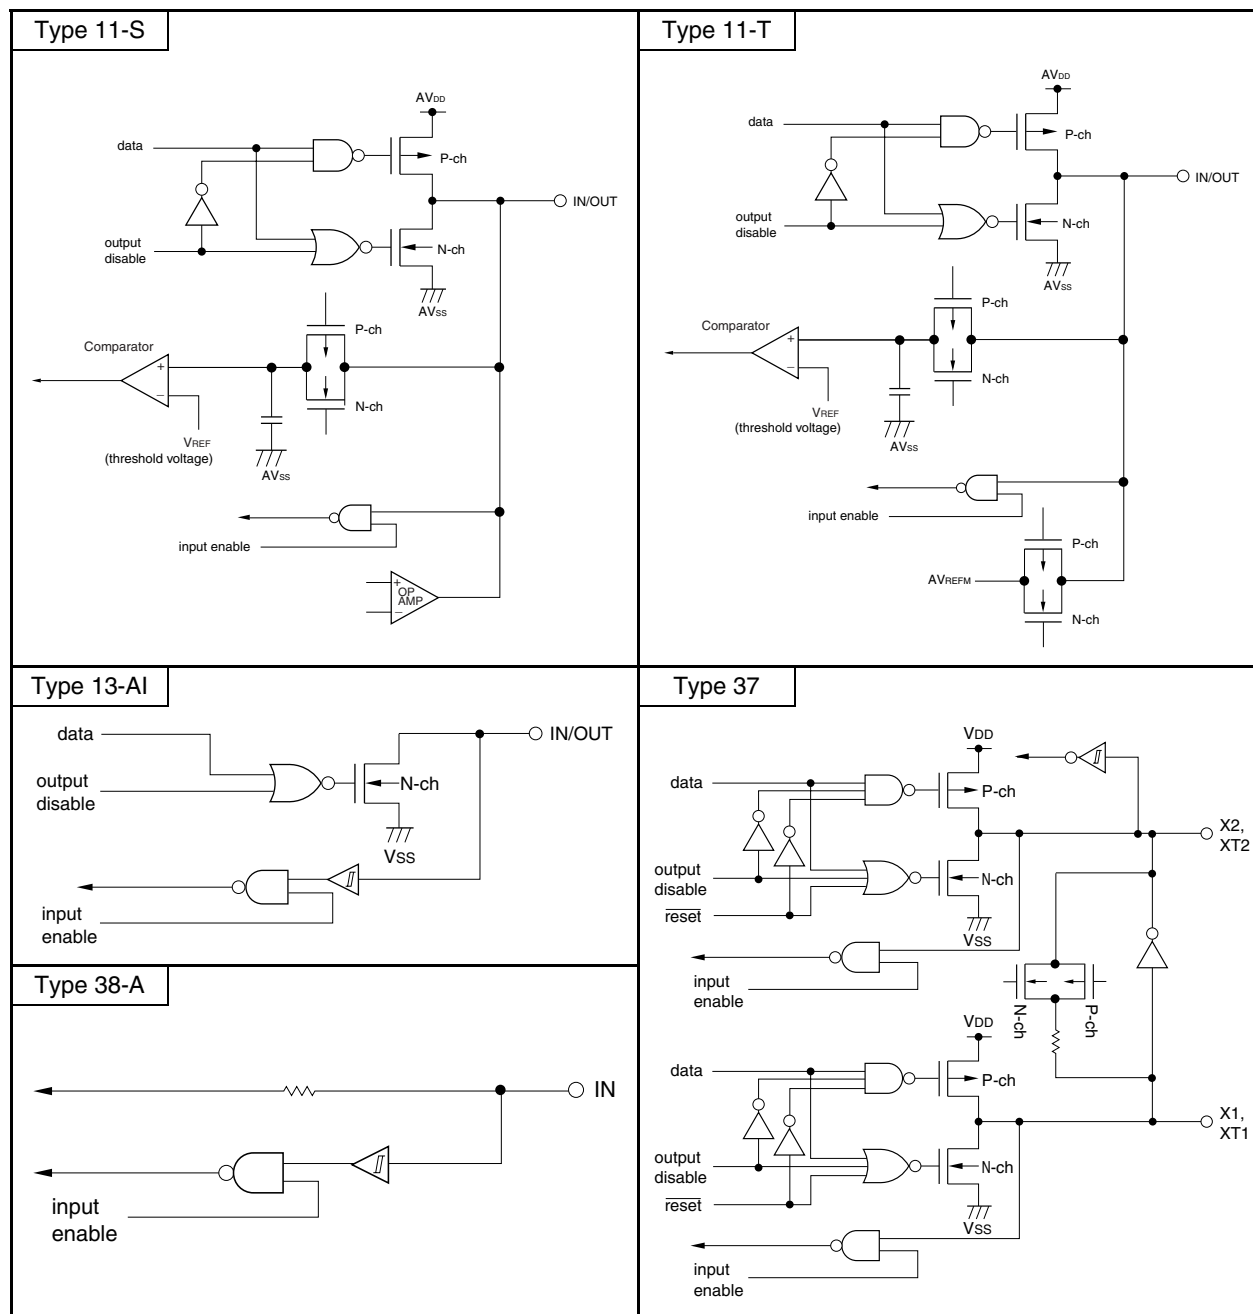 Type 11-S
AVDD
data
P-ch
IN/OUT
output
disable
N-ch
AVSS
P-ch
Comparator
+
−
N-ch
VREF
(threshold voltage)
AVSS
input enable
+
OP
AMP
−
Type 11-T
AVDD
data
P-ch
IN/OUT
output
disable
N-ch
AVSS
P-ch
Comparator
+
−
N-ch
VREF
(threshold voltage)
AVSS
input enable
P-ch
AVREFM
N-ch
Type 13-AI
data
IN/OUT
output
disable
N-ch
VSS
input
enable
Type 37
VDD
data
P-ch
X2,
XT2
output
disable
N-ch
reset
VSS
input
enable
N-ch
P-ch
VDD
data
P-ch
X1,
XT1
output
disable
N-ch
reset
VSS
input
enable
Type 38-A
IN
input
enable